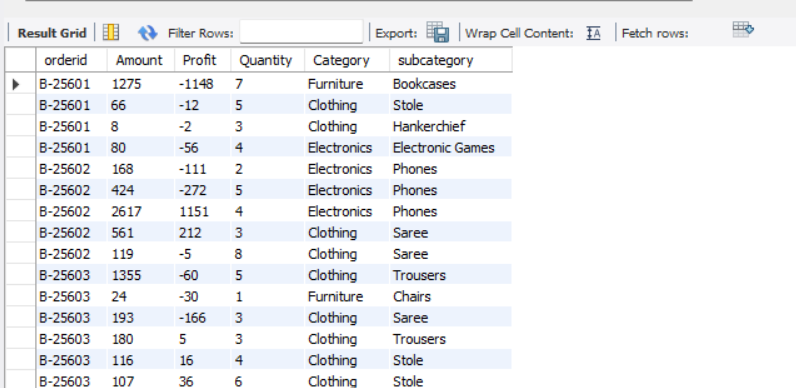 Result Grid Filter Rows: Export: Wrap Cell Content: Fetch rows:
orderid Amount Profit Quantity Category subcategory
B-25601 1275 -1148 7 Furniture Bookcases
B-25601 66 -12 5 Clothing Stole
B-25601 8 -2 3 Clothing Hankerchief
B-25601 80 -56 4 Electronics Electronic Games
B-25602 168 -111 2 Electronics Phones
B-25602 424 -272 5 Electronics Phones
B-25602 2617 1151 4 Electronics Phones
B-25602 561 212 3 Clothing Saree
B-25602 119 -5 8 Clothing Saree
B-25603 1355 -60 5 Clothing Trousers
B-25603 24 -30 1 Furniture Chairs
B-25603 193 -166 3 Clothing Saree
B-25603 180 5 3 Clothing Trousers
B-25603 116 16 4 Clothing Stole
B-25603 107 36 6 Clothing Stole